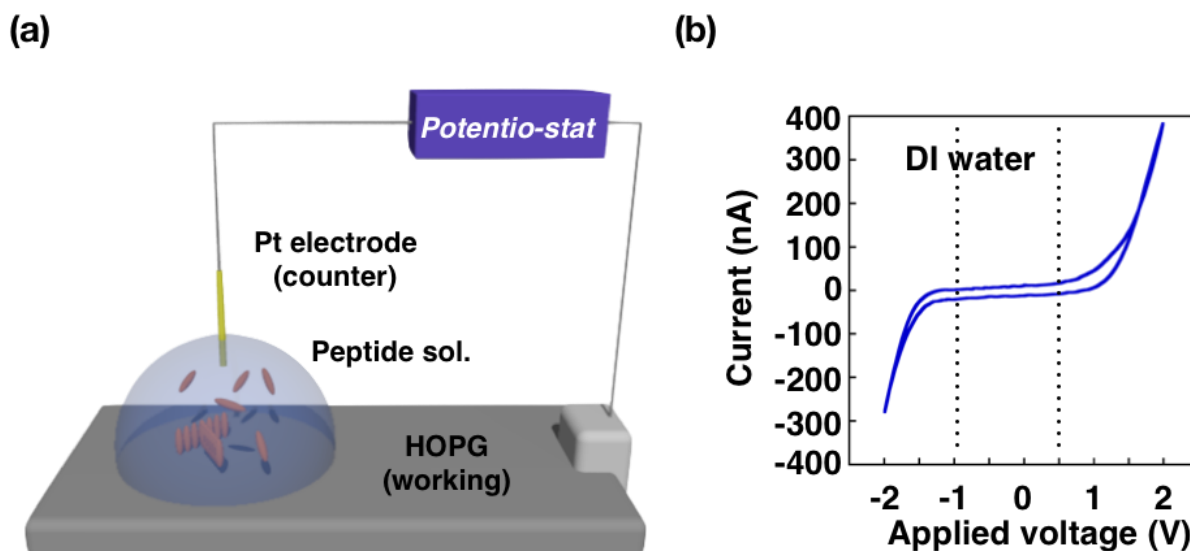 (a)
Potentio-stat
Pt electrode
(counter)
Peptide sol.
HOPG
(working)
(b)
DI water
Current (nA)
400
300
200
100
0
-100
-200
-300
-400
-2 -1 0 1 2
Applied voltage (V)